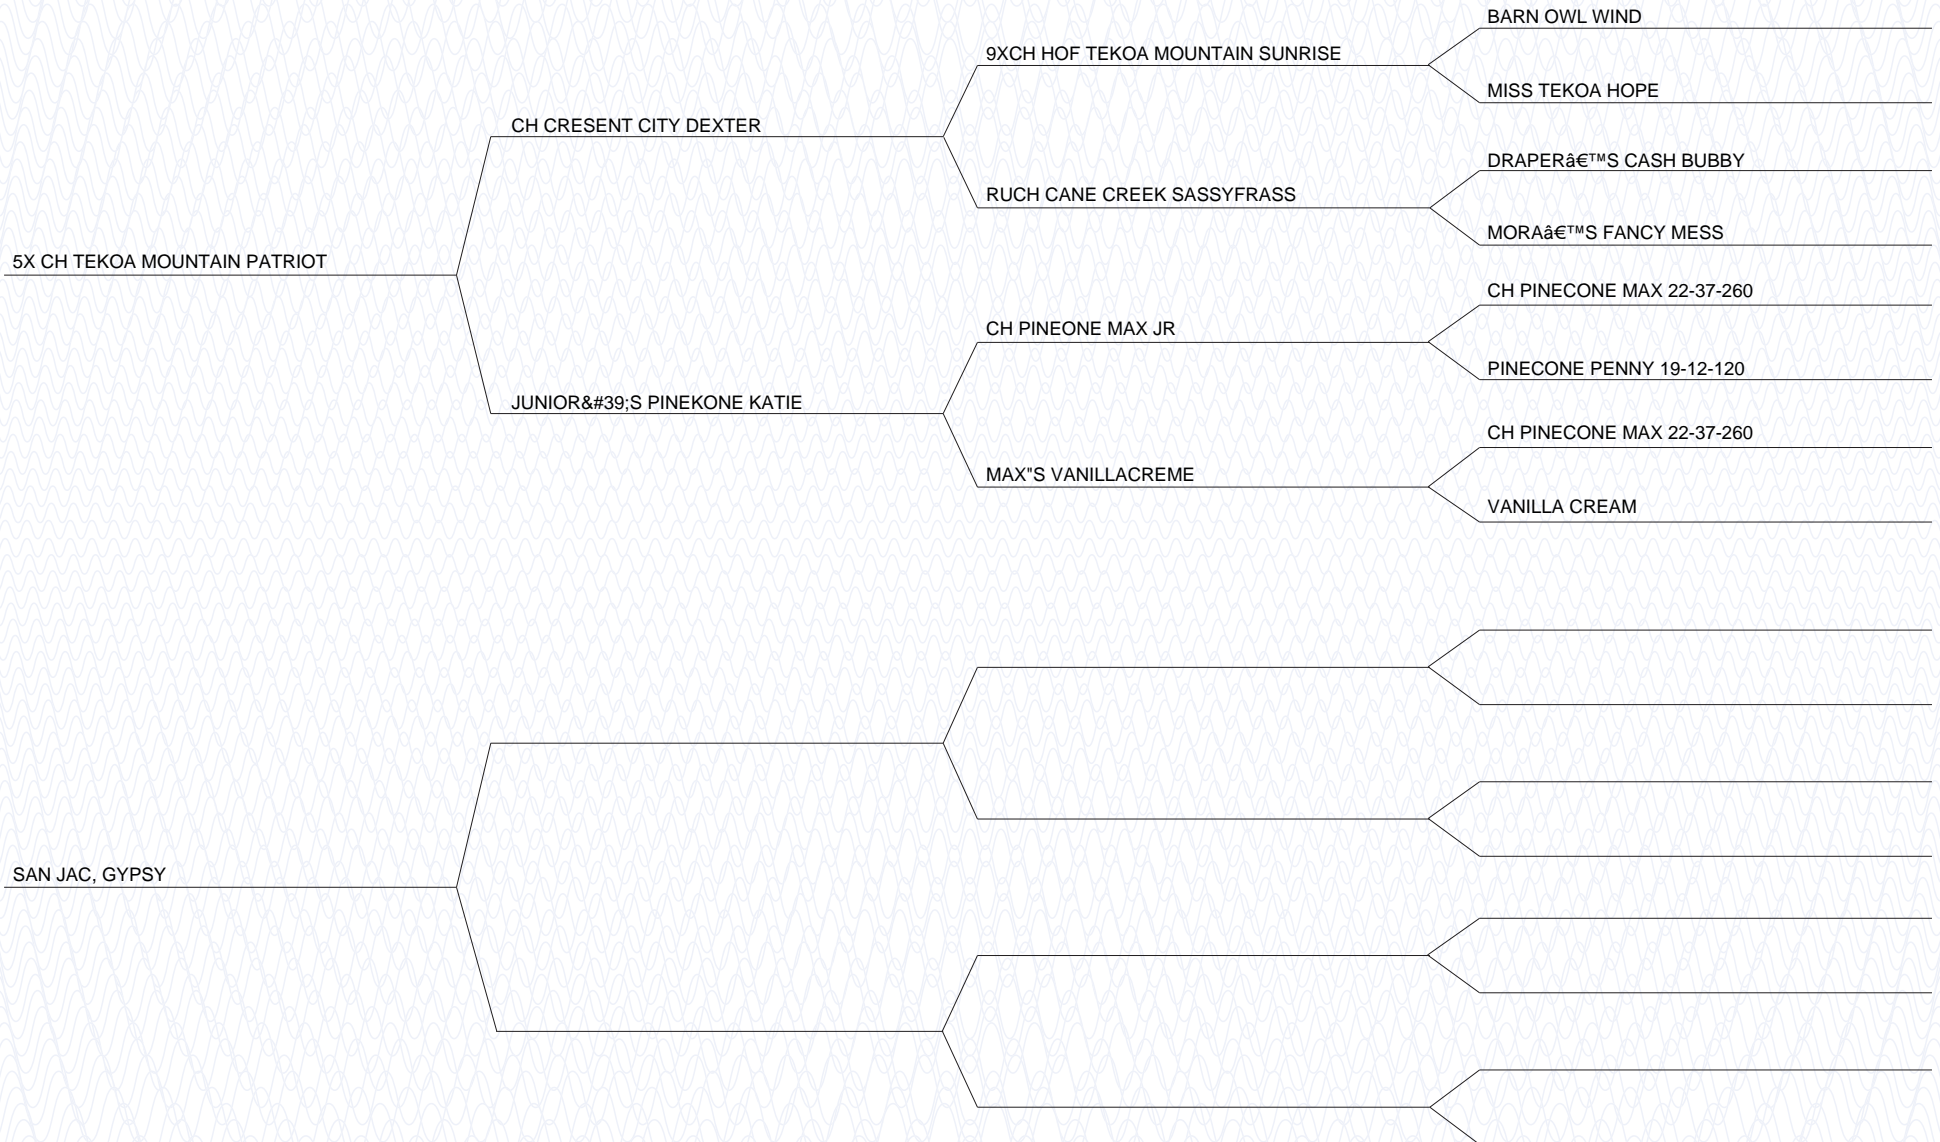 BARN OWL WIND
9XCH HOF TEKOA MOUNTAIN SUNRISE
MISS TEKOA HOPE
CH CRESENT CITY DEXTER
DRAPERâ€™S CASH BUBBY
RUCH CANE CREEK SASSYFRASS
MORAâ€™S FANCY MESS
5X CH TEKOA MOUNTAIN PATRIOT
CH PINECONE MAX 22-37-260
CH PINEONE MAX JR
PINECONE PENNY 19-12-120
JUNIOR&#39;S PINEKONE KATIE
CH PINECONE MAX 22-37-260
MAX"S VANILLACREME
VANILLA CREAM
SAN JAC, GYPSY